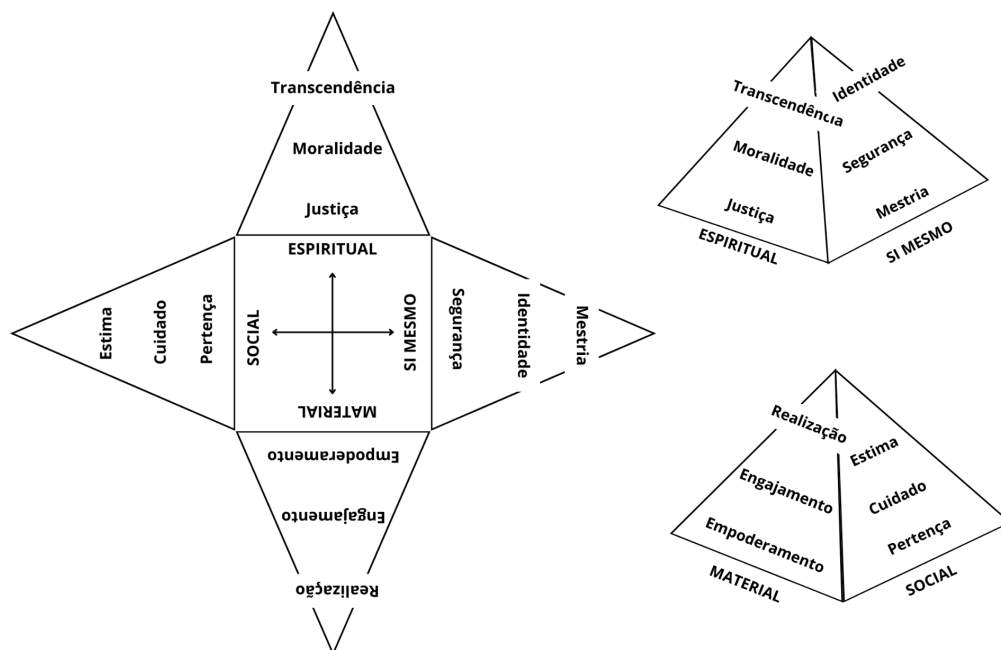 Transcendência
Moralidade
Justiça
ESPIRITUAL
Estima
Cuidado
Pertença
SOCIAL
SI MESMO
Segurança
Identidade
Mestria
MATERIAL
Empoderamento
Engajamento
Realização
Transcendência
Moralidade
Justiça
ESPIRITUAL
Identidade
Segurança
Mestria
SI MESMO
Realização
Engajamento
Empoderamento
MATERIAL
Estima
Cuidado
Pertença
SOCIAL